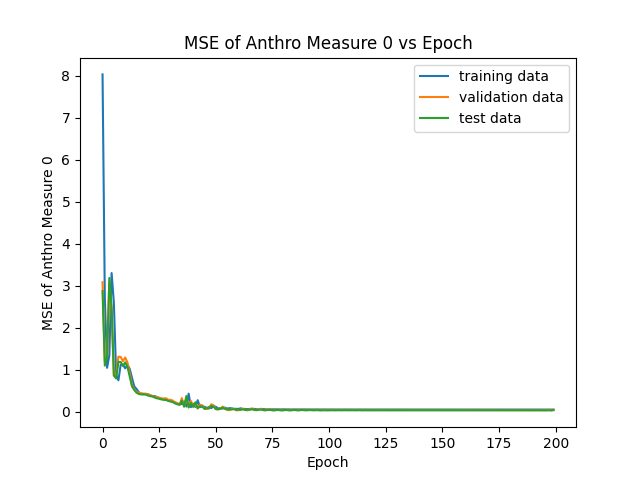 MSE of Anthro Measure 0 vs Epoch
training data
validation data
test data
MSE of Anthro Measure 0
8
7
6
5
4
3
2
1
0
0 25 50 75 100 125 150 175 200
Epoch